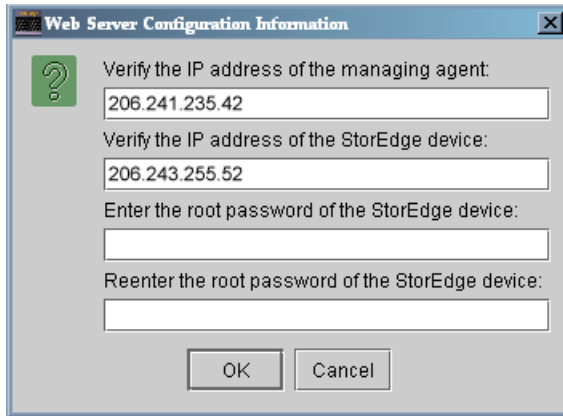 Web Server Configuration Information
Verify the IP address of the managing agent:
206.241.235.42
Verify the IP address of the StorEdge device:
206.243.255.52
Enter the root password of the StorEdge device:
Reenter the root password of the StorEdge device:
OK
Cancel